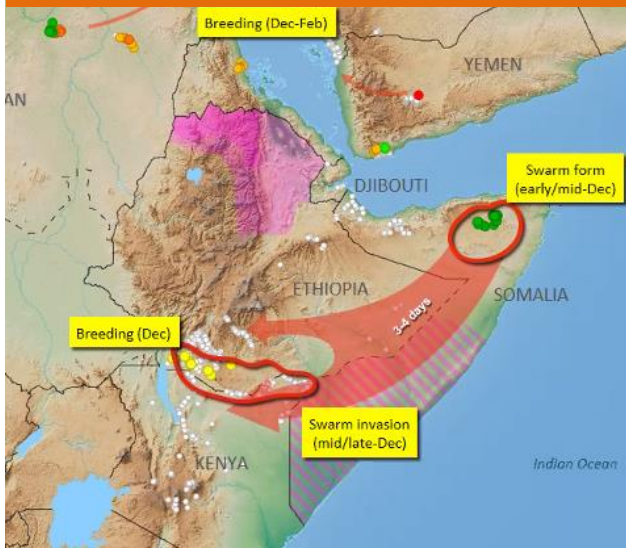 Breeding (Dec-Feb)
YEMEN
AN
DJIBOUTI
Swarm form
(early/mid-Dec)
ETHIOPIA
SOMALIA
3-4 days
Breeding (Dec)
Swarm invasion
(mid/late-Dec)
KENYA
Indian Ocean